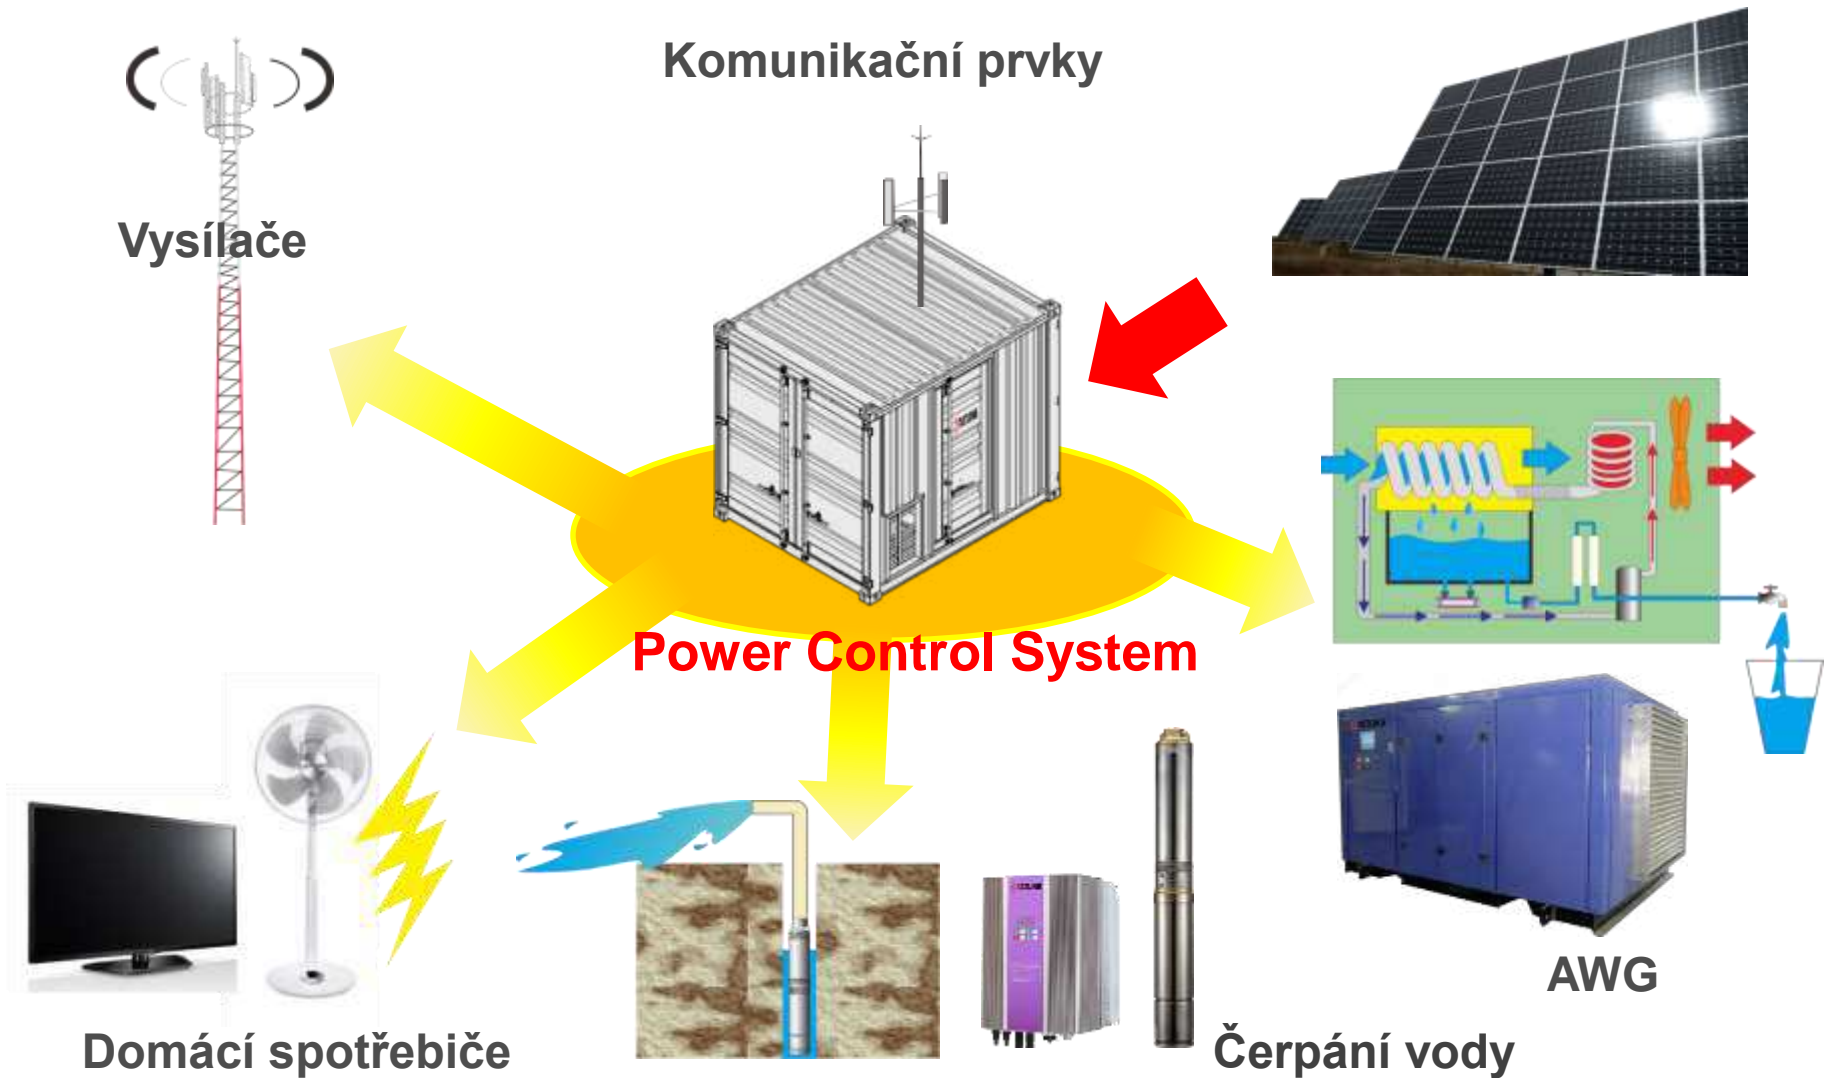 Komunikační prvky
Vysílače
Power Control System
AWG
Domácí spotřebiče
Čerpání vody